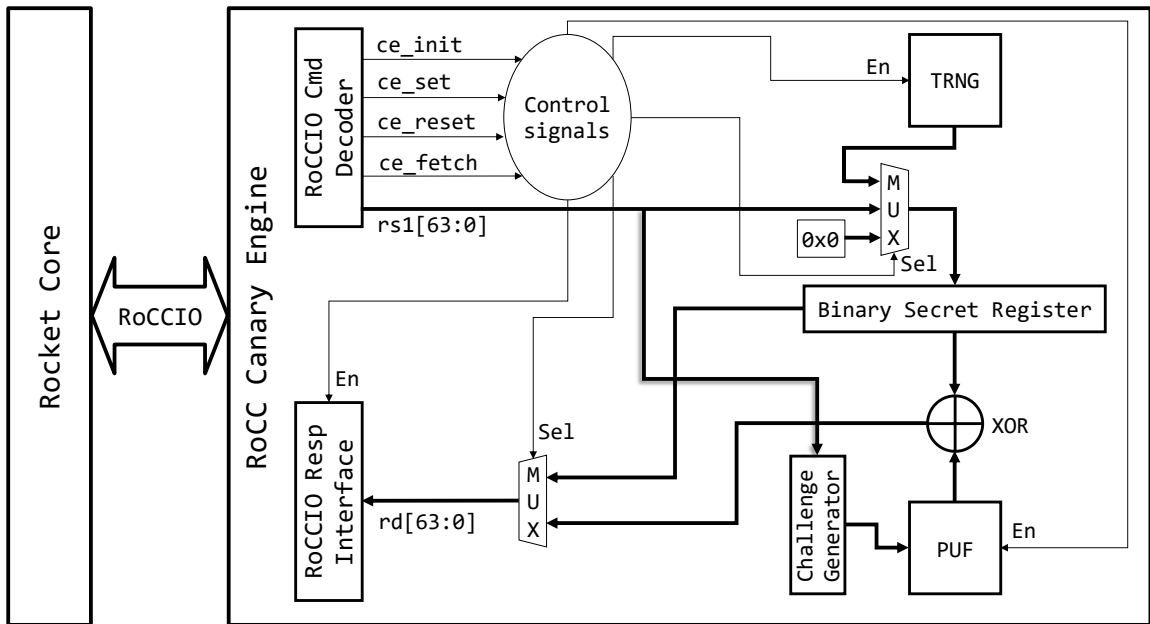 Rocket Core
RoCCIO
RoCC Canary Engine
RoCCIO Cmd
Decoder
ce_init
ce_set
ce_reset
ce_fetch
rs1[63:0]
Control
signals
En
TRNG
M
U
X
0x0
Sel
Binary Secret Register
XOR
En
RoCCIO Resp
Interface
rd[63:0]
Sel
M
U
X
Challenge
Generator
PUF
En